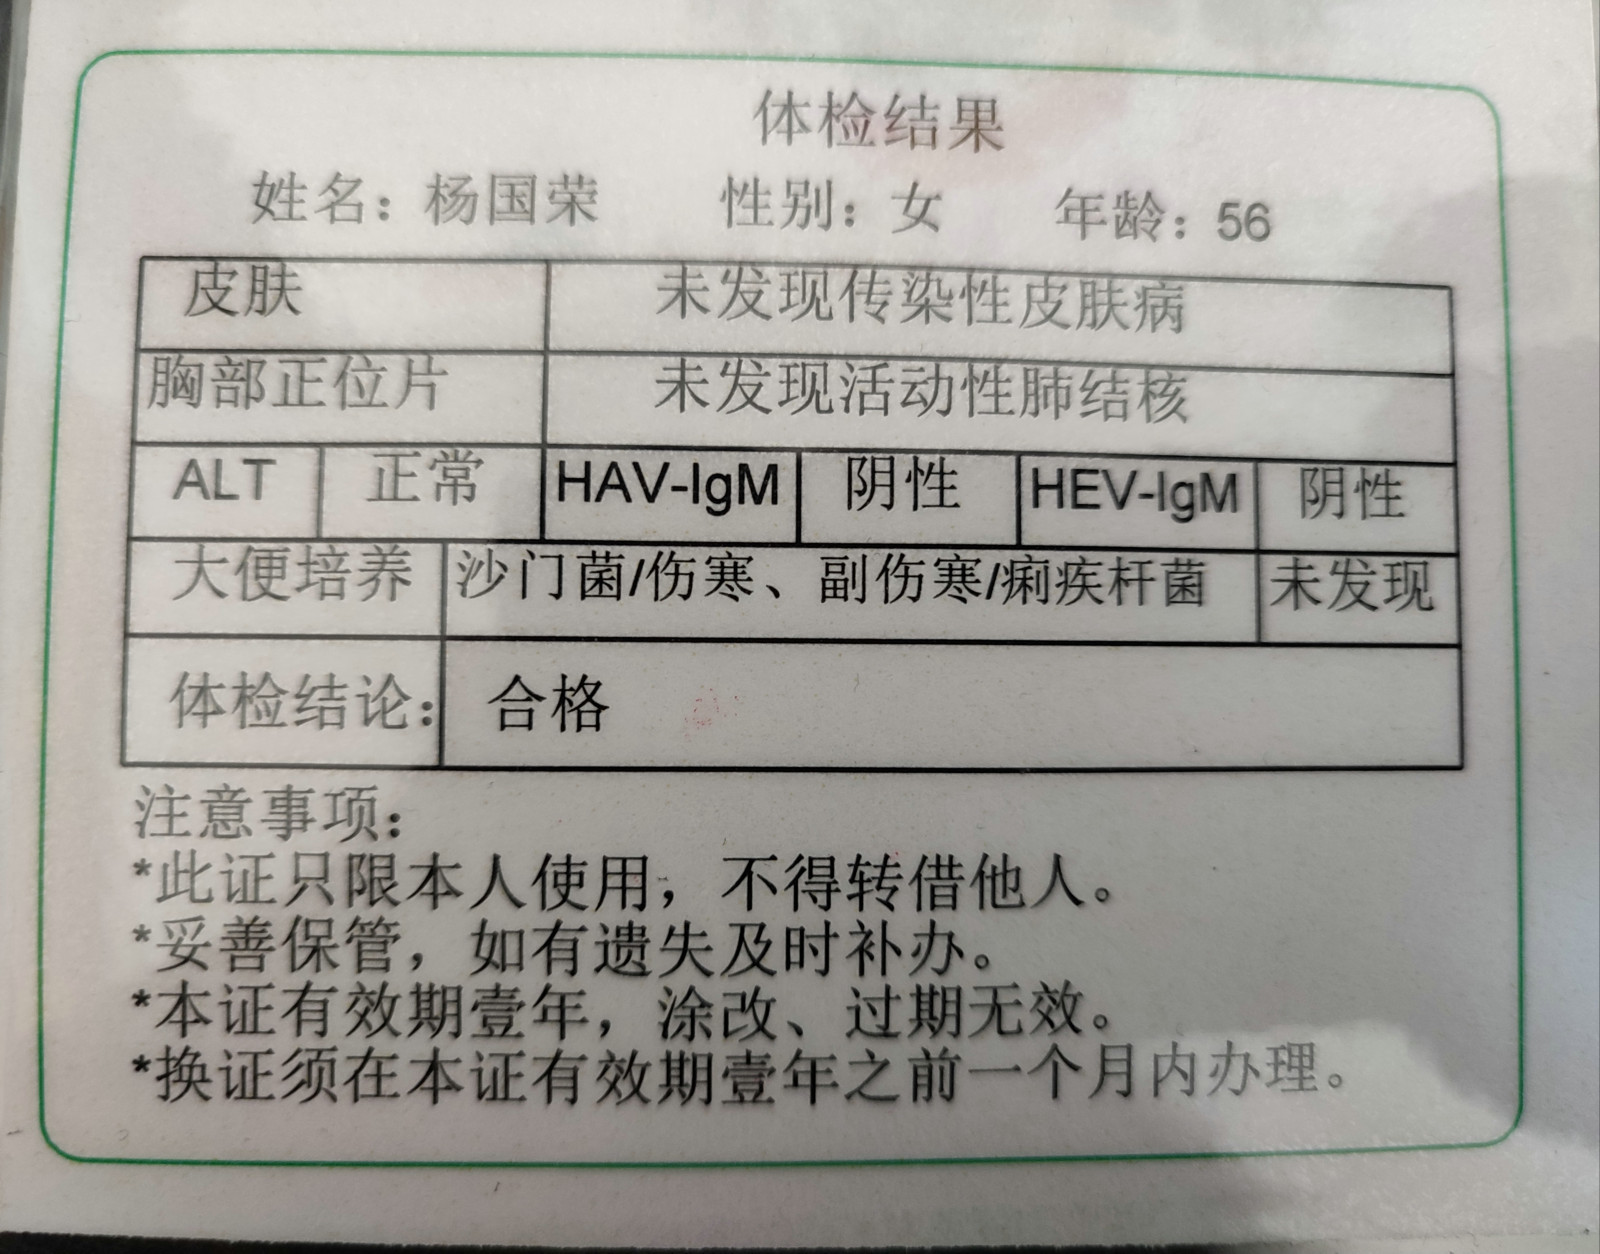 体检结果
姓名：杨国荣 性别：女 年龄：56
皮肤 未发现传染性皮肤病
胸部正位片 未发现活动性肺结核
ALT 正常 HAV-IgM 阴性 HEV-IgM 阴性
大便培养 沙门菌/伤寒、副伤寒/痢疾杆菌 未发现
体检结论： 合格
注意事项：
*此证只限本人使用，不得转借他人。
*妥善保管，如有遗失及时补办。
*本证有效期壹年，涂改、过期无效。
*换证须在本证有效期壹年之前一个月内办理。